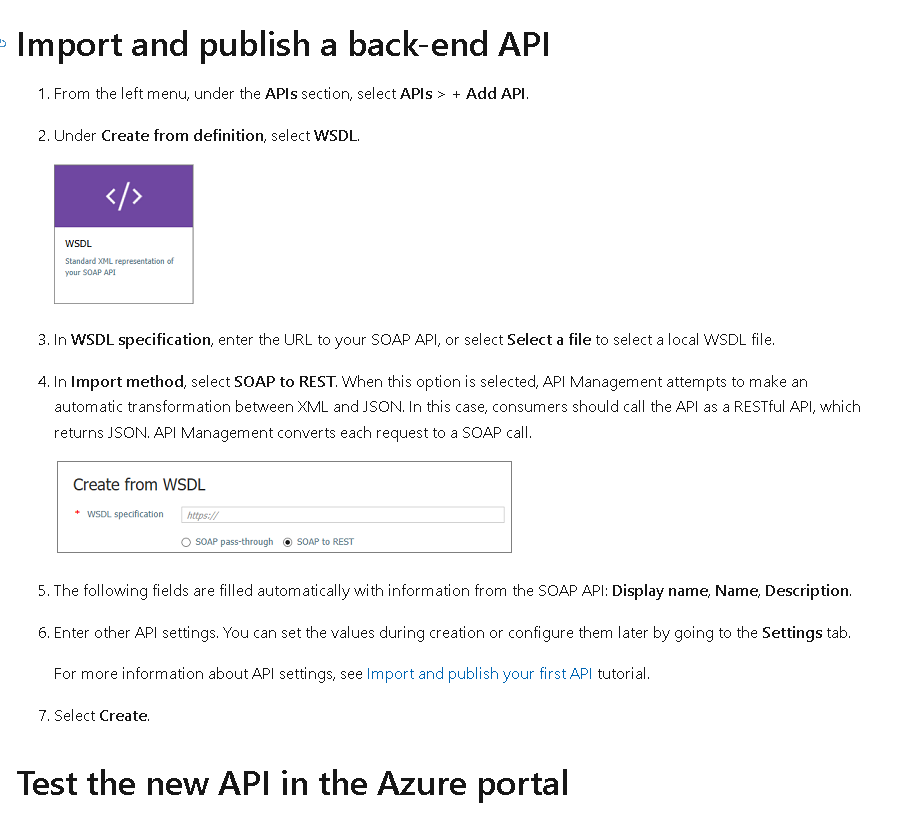 Import and publish a back-end API
1. From the left menu, under the APIs section, select APIs > + Add API.
2. Under Create from definition, select WSDL.
</>
WSDL
Standard XML representation of
your SOAP API
3. In WSDL specification, enter the URL to your SOAP API, or select Select a file to select a local WSDL file.
4. In Import method, select SOAP to REST. When this option is selected, API Management attempts to make an
automatic transformation between XML and JSON. In this case, consumers should call the API as a RESTful API, which
returns JSON. API Management converts each request to a SOAP call.
Create from WSDL
* WSDL specification https://
SOAP pass-through SOAP to REST
5. The following fields are filled automatically with information from the SOAP API: Display name, Name, Description.
6. Enter other API settings. You can set the values during creation or configure them later by going to the Settings tab.
For more information about API settings, see Import and publish your first API tutorial.
7. Select Create.
Test the new API in the Azure portal